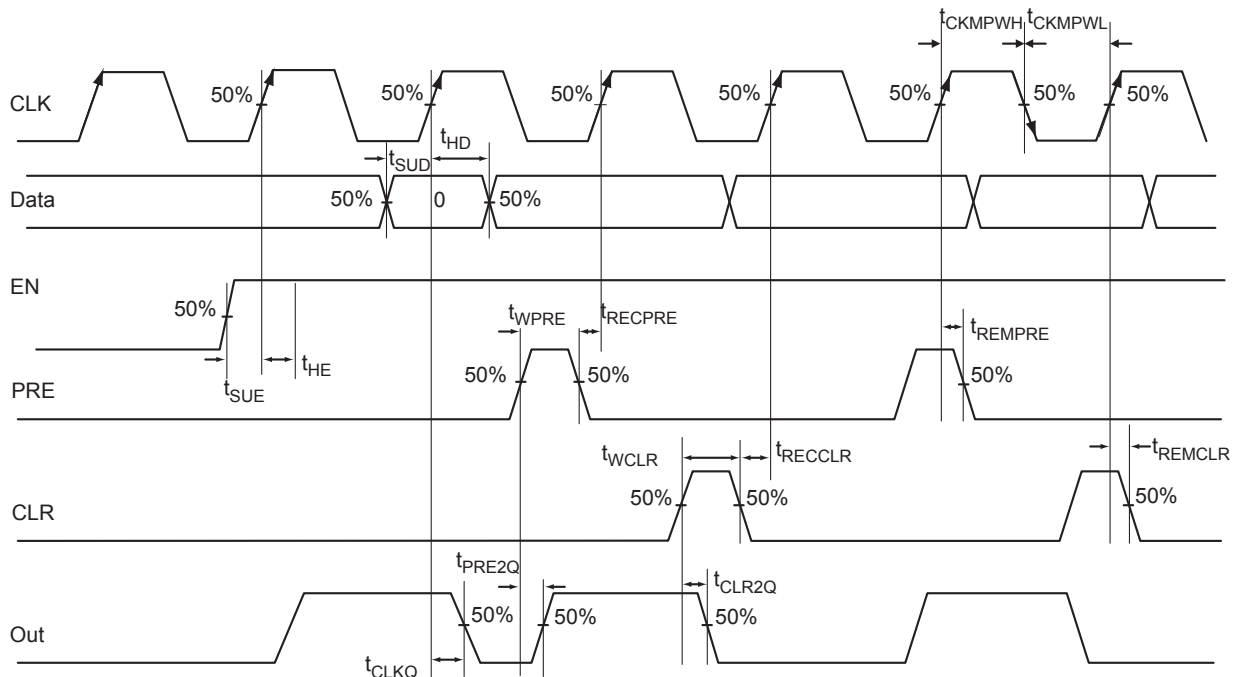 tCKMPWH tCKMPWL
CLK 50% 50% 50% 50% 50% 50% 50%
tSUD tHD
Data 50% 0 50%
EN
50%
tWPRE tRECPRE tREMPRE
tSUE tHE
PRE 50% 50% 50%
tWCLR tRECCLR tREMCLR
CLR 50% 50% 50%
tPRE2Q tCLR2Q
Out 50% 50% 50%
tCLKQ